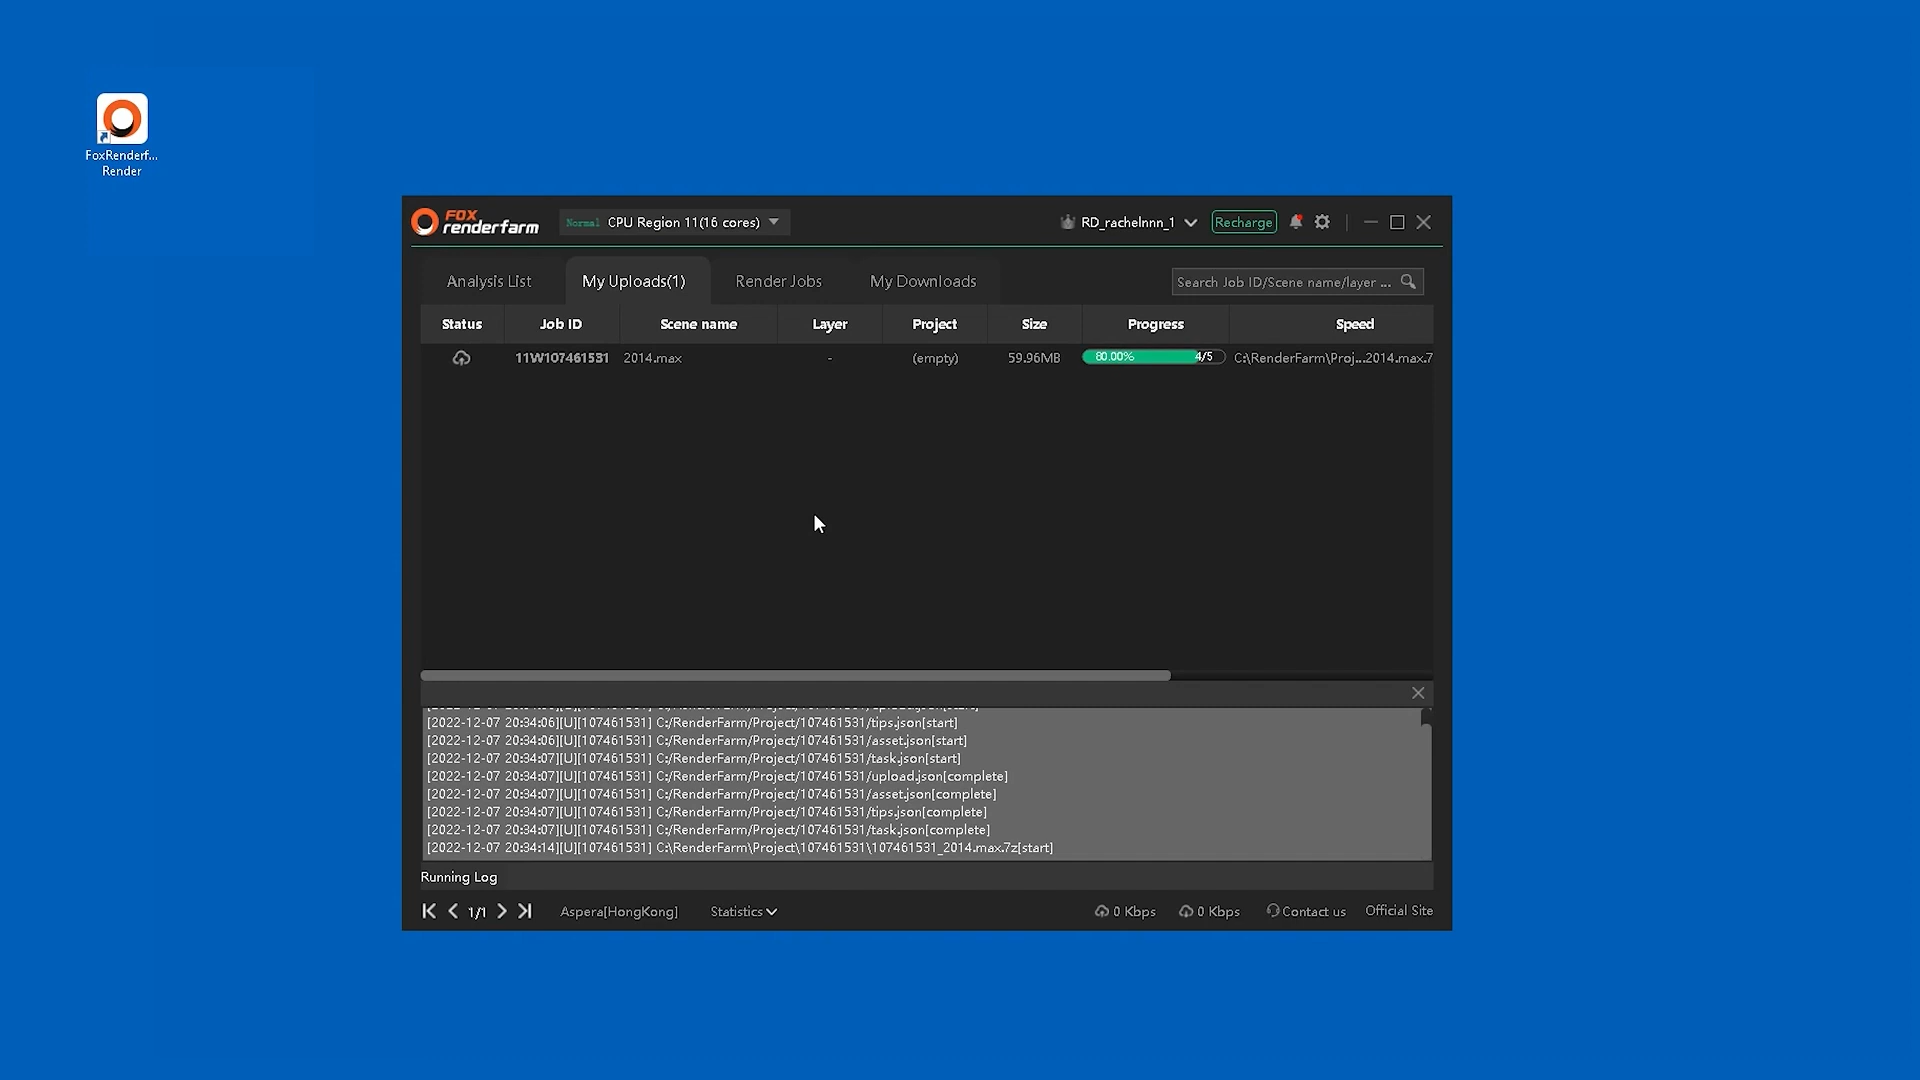 FoxRenderf...
Render
FOX
renderfarm
Normal CPU Region 11(16 cores)
RD_rachelnnn_1
Recharge
Analysis List
My Uploads(1)
Render Jobs
My Downloads
Search Job ID/Scene name/layer ...
Status Job ID Scene name Layer Project Size Progress Speed
11W107461531 2014.max - (empty) 59.96MB 80.00% 4/5 C:\RenderFarm\Proj...2014.max.7
[2022-12-07 20:34:06][U][107461531] C:/RenderFarm/Project/107461531/tips.json[start]
[2022-12-07 20:34:06][U][107461531] C:/RenderFarm/Project/107461531/asset.json[start]
[2022-12-07 20:34:07][U][107461531] C:/RenderFarm/Project/107461531/task.json[start]
[2022-12-07 20:34:07][U][107461531] C:/RenderFarm/Project/107461531/upload.json[complete]
[2022-12-07 20:34:07][U][107461531] C:/RenderFarm/Project/107461531/asset.json[complete]
[2022-12-07 20:34:07][U][107461531] C:/RenderFarm/Project/107461531/tips.json[complete]
[2022-12-07 20:34:07][U][107461531] C:/RenderFarm/Project/107461531/task.json[complete]
[2022-12-07 20:34:14][U][107461531] C:\RenderFarm\Project\107461531\107461531_2014.max.7z[start]
Running Log
1/1
Aspera[HongKong]
Statistics
0 Kbps
0 Kbps
Contact us
Official Site